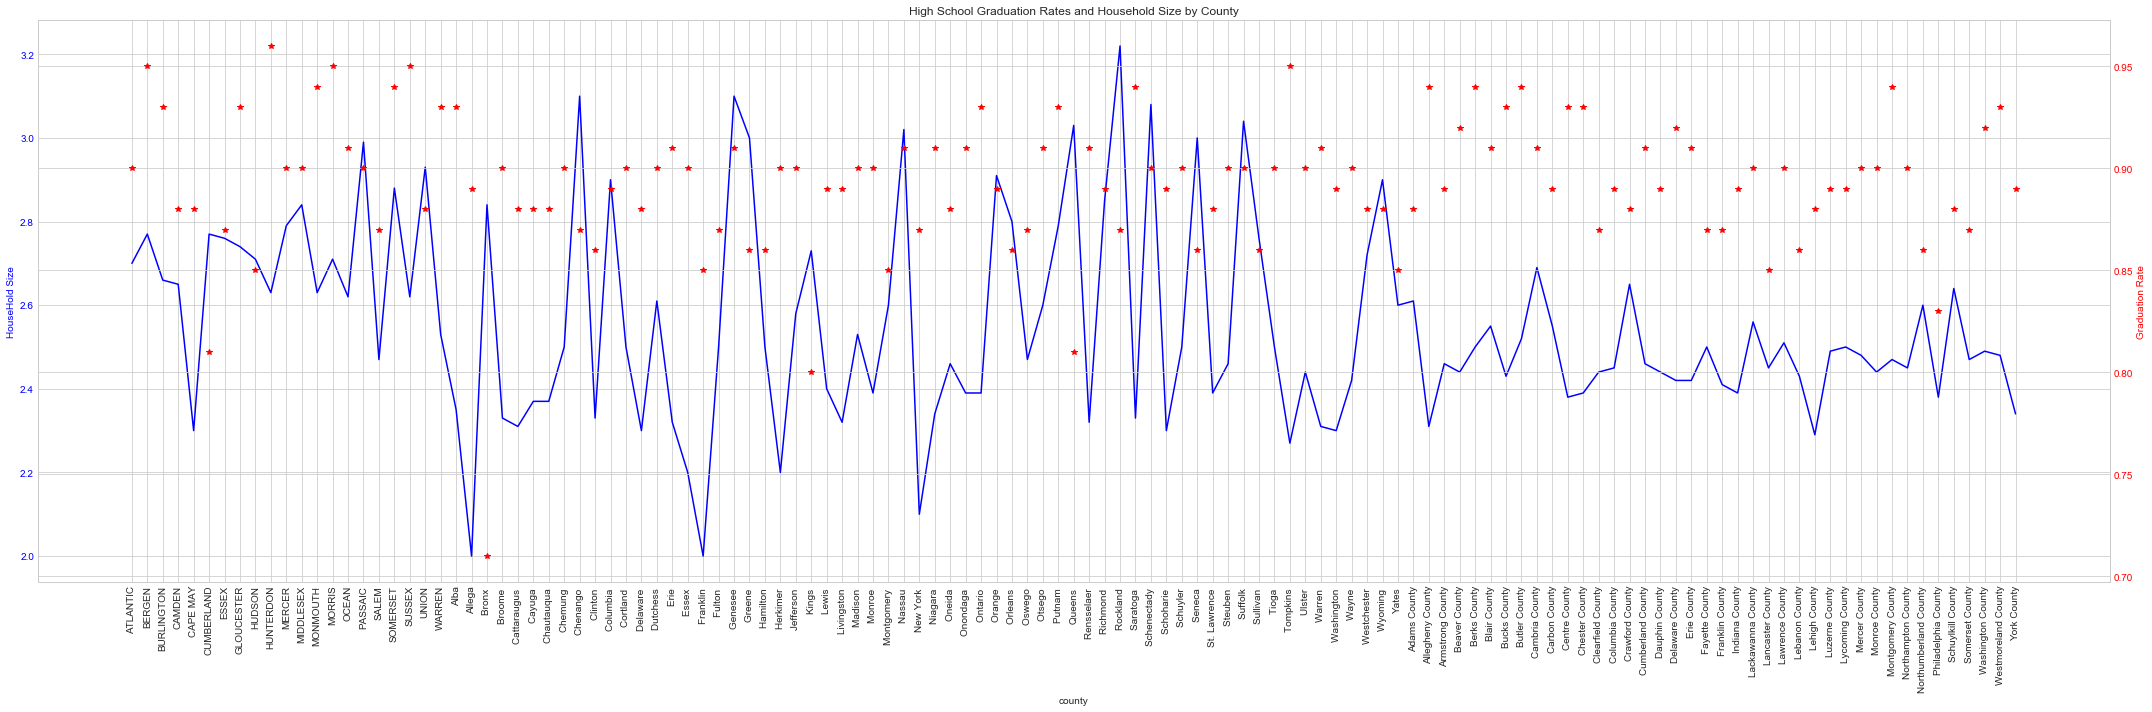 High School Graduation Rates and Household Size by County
HouseHold Size
3.2
3.0
2.8
2.6
2.4
2.2
2.0
0.95
0.90
0.85
0.80
0.75
0.70
Graduation Rate
ATLANTIC
BERGEN
BURLINGTON
CAMDEN
CAPE MAY
CUMBERLAND
ESSEX
GLOUCESTER
HUDSON
HUNTERDON
MERCER
MIDDLESEX
MONMOUTH
MORRIS
OCEAN
PASSAIC
SALEM
SOMERSET
SUSSEX
UNION
WARREN
Alba
Allega
Bronx
Broome
Cattaraugus
Cayuga
Chautauqua
Chemung
Chenango
Clinton
Columbia
Cortland
Delaware
Dutchess
Erie
Essex
Franklin
Fulton
Genesee
Greene
Hamilton
Herkimer
Jefferson
Kings
Lewis
Livingston
Madison
Monroe
Montgomery
Nassau
New York
Niagara
Oneida
Onondaga
Ontario
Orange
Orleans
Oswego
Otsego
Putnam
Queens
Rensselaer
Richmond
Rockland
Saratoga
Schenectady
Schoharie
Schuyler
Seneca
St. Lawrence
Steuben
Suffolk
Sullivan
Tioga
Tompkins
Ulster
Warren
Washington
Wayne
Westchester
Wyoming
Yates
Adams County
Allegheny County
Armstrong County
Beaver County
Berks County
Blair County
Bucks County
Butler County
Cambria County
Carbon County
Centre County
Chester County
Clearfield County
Columbia County
Crawford County
Cumberland County
Dauphin County
Delaware County
Erie County
Fayette County
Franklin County
Indiana County
Lackawanna County
Lancaster County
Lawrence County
Lebanon County
Lehigh County
Luzerne County
Lycoming County
Mercer County
Monroe County
Montgomery County
Northampton County
Northumberland County
Philadelphia County
Schuylkill County
Somerset County
Washington County
Westmoreland County
York County
county